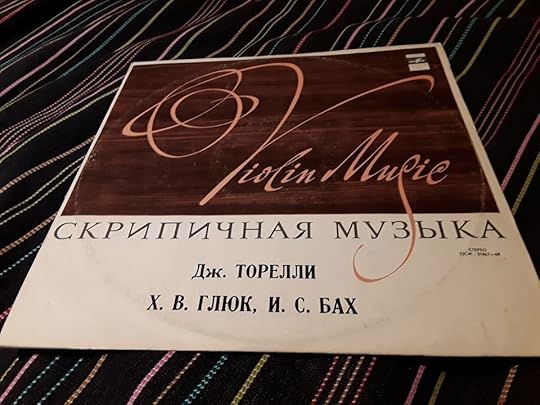 Violin Music
СКРИПИЧНАЯ МУЗЫКА
СТЕРЕО
Дж. ТОРЕЛЛИ
Х. В. ГЛЮК, И. С. БАХ